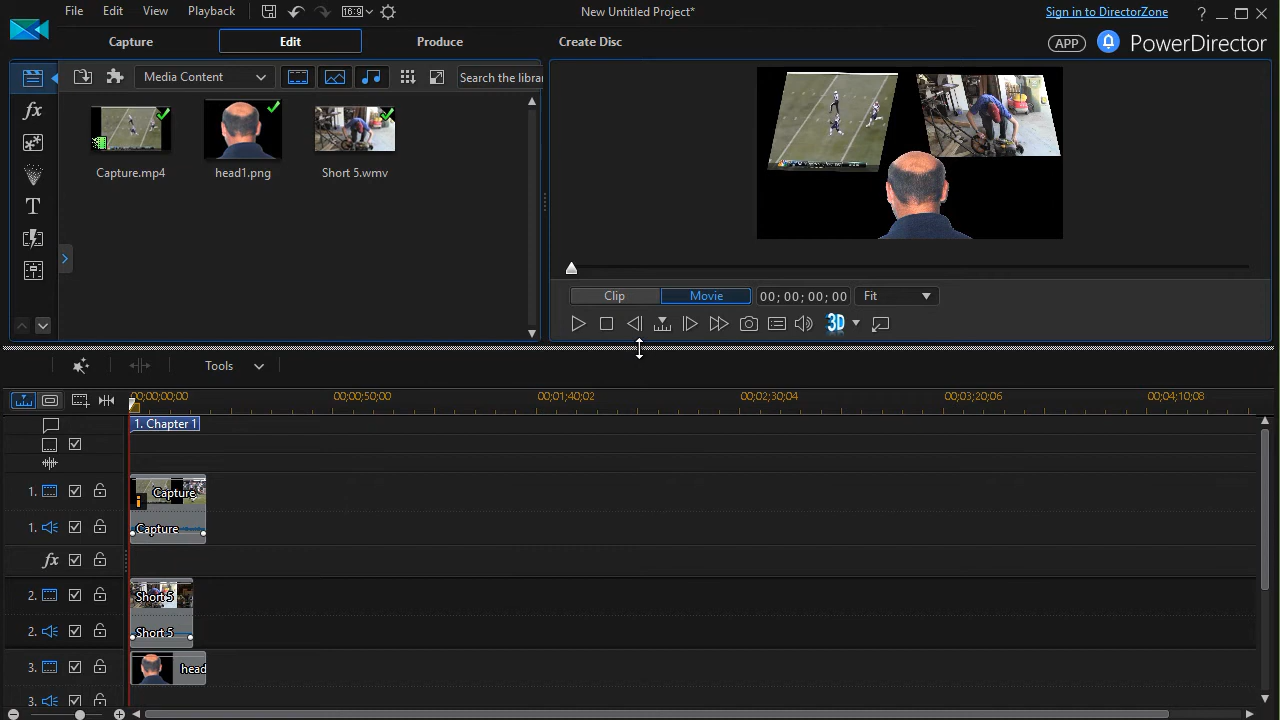 File Edit View Playback 16:9 New Untitled Project* Sign in to DirectorZone ?
Capture Edit Produce Create Disc APP PowerDirector
Media Content Search the librar
fx
T
Capture.mp4 head1.png Short 5.wmv
Clip Movie 00; 00; 00; 00 Fit
3D
Tools
00;00;00;00 00;00;50;00 00;01;40;02 00;02;30;04 00;03;20;06 00;04;10;08
1. Chapter 1
1. Capture
1. Capture
fx
2. Short 5
2. Short 5
3. head
3.